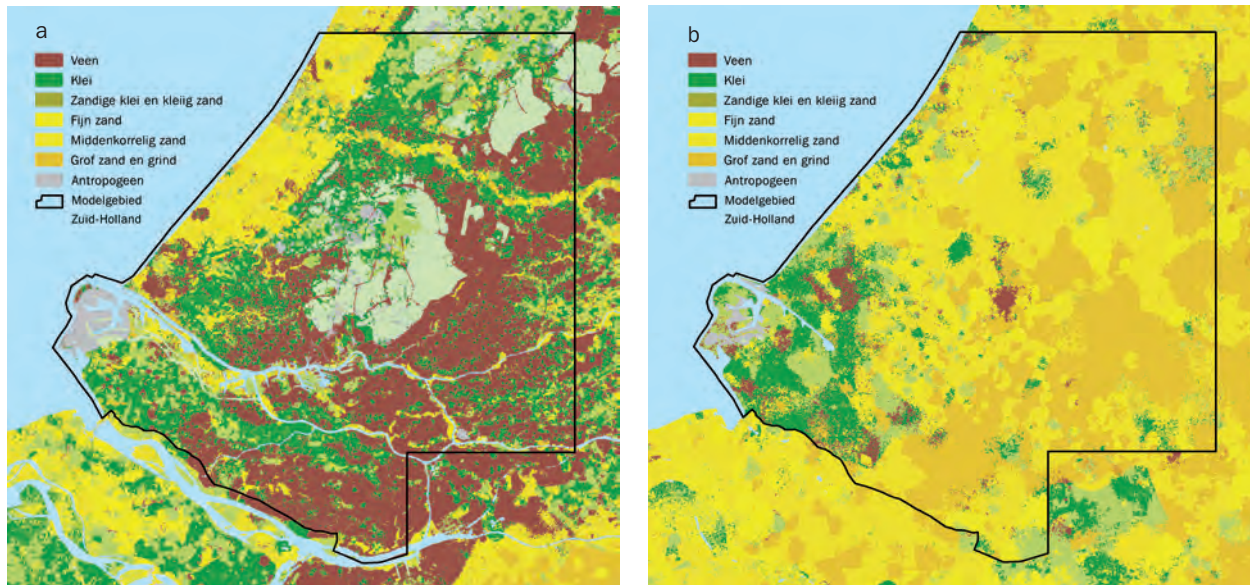 a
Veen
Klei
Zandige klei en kleiig zand
Fijn zand
Middenkorrelig zand
Grof zand en grind
Antropogeen
Modelgebied
Zuid-Holland
b
Veen
Klei
Zandige klei en kleiig zand
Fijn zand
Middenkorrelig zand
Grof zand en grind
Antropogeen
Modelgebied
Zuid-Holland